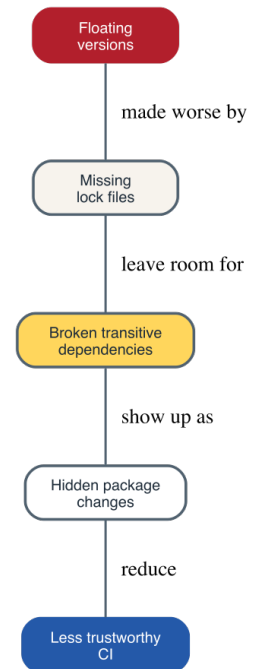 Floating
versions
made worse by
Missing
lock files
leave room for
Broken transitive
dependencies
show up as
Hidden package
changes
reduce
Less trustworthy
CI